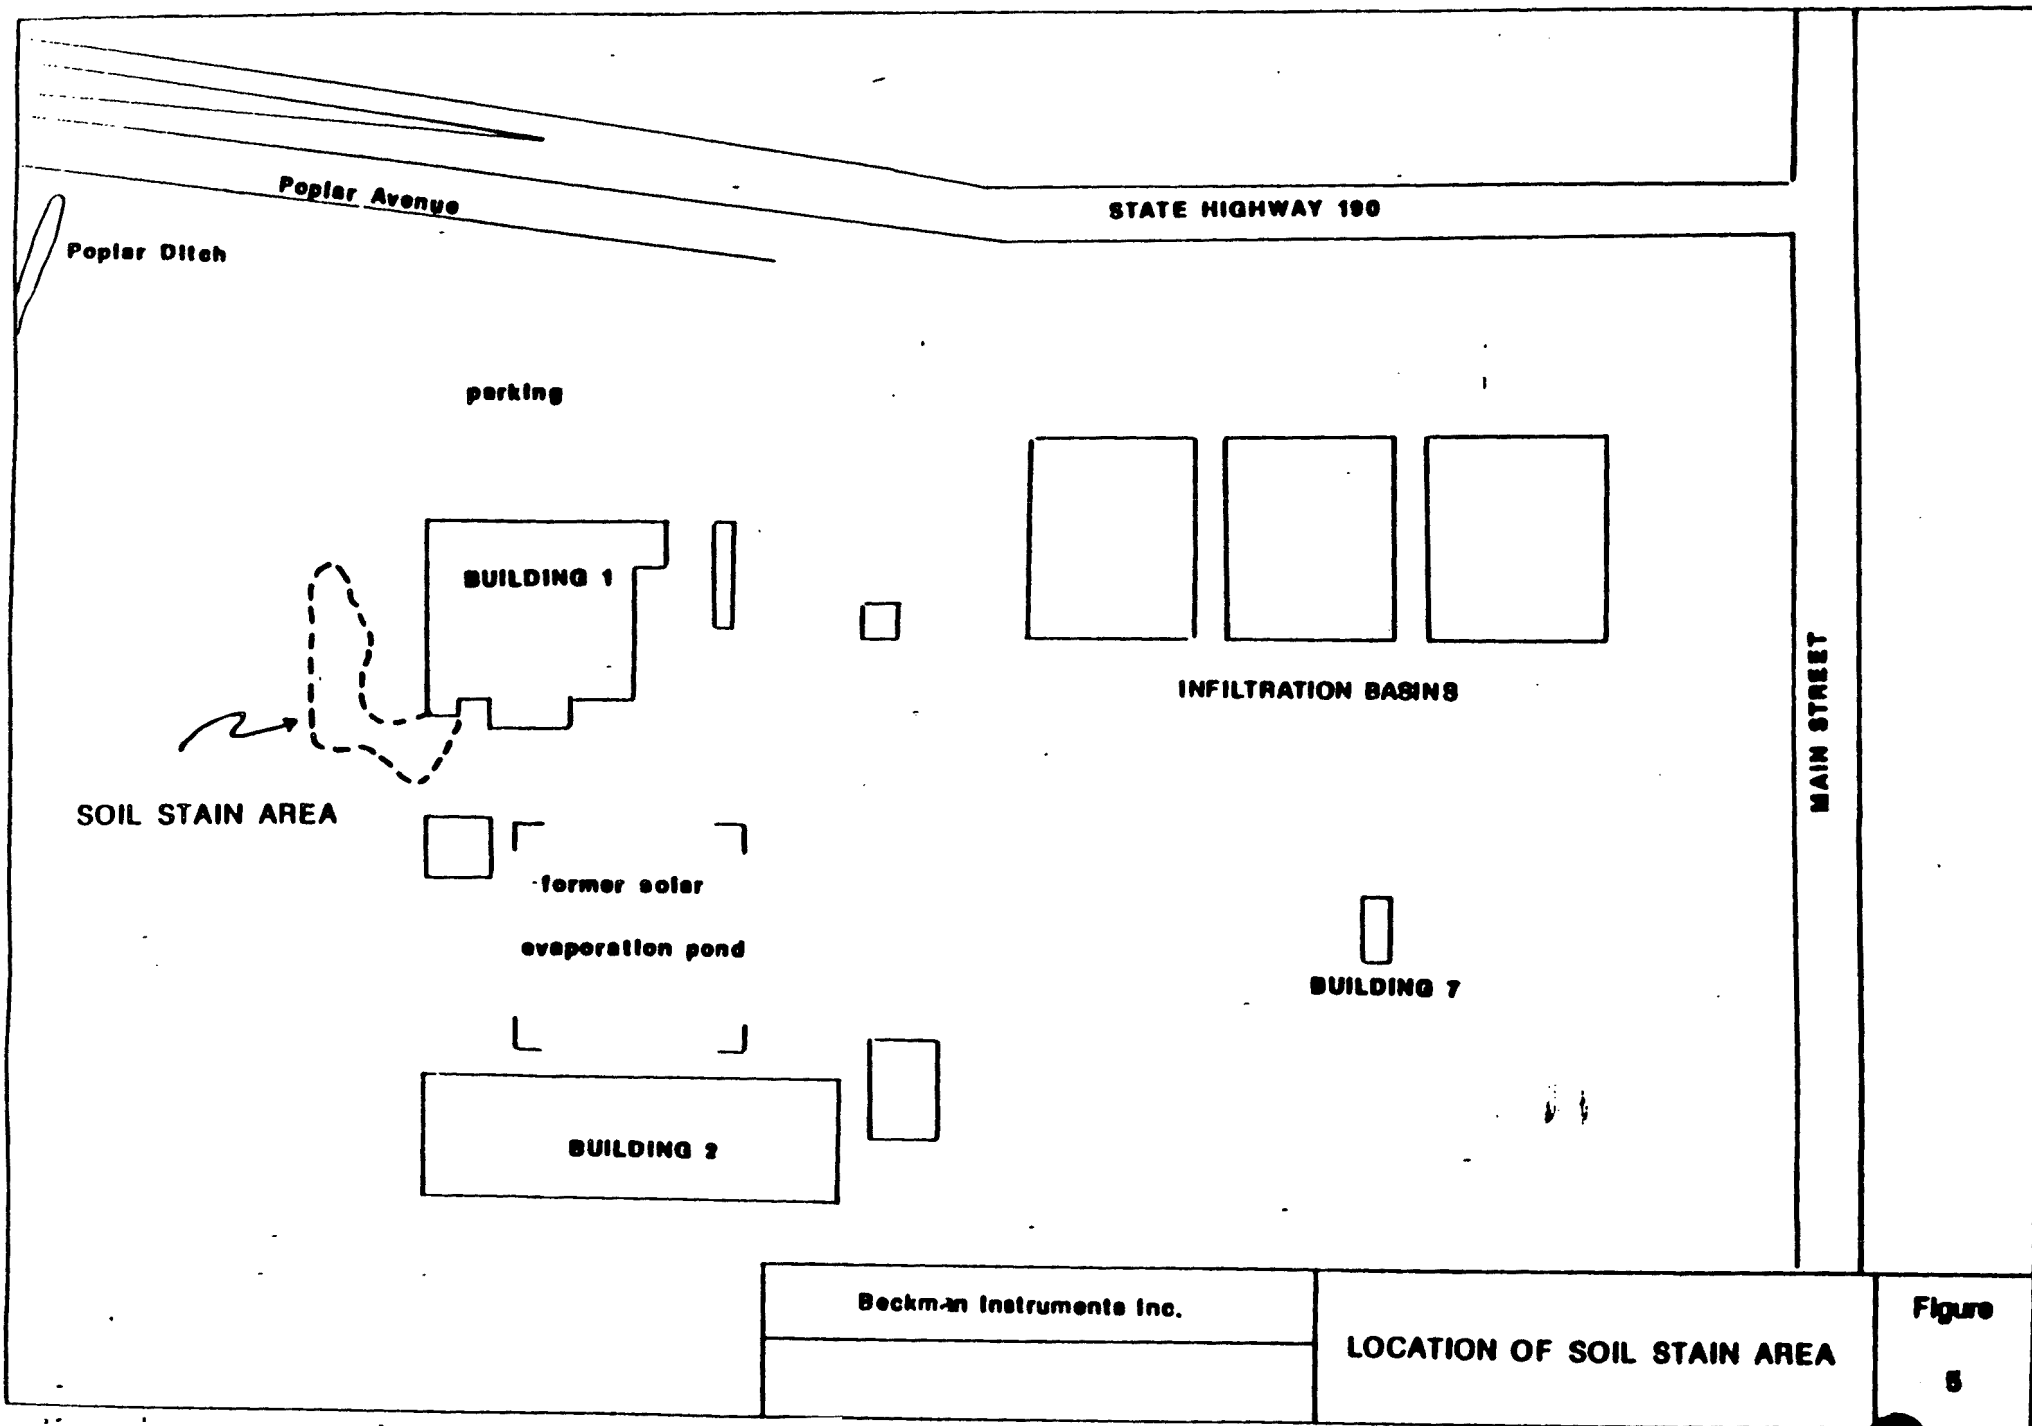 Poplar Avenue
STATE HIGHWAY 190
Poplar Ditch
parking
BUILDING 1
INFILTRATION BASINS
MAIN STREET
SOIL STAIN AREA
former solar
evaporation pond
BUILDING 7
BUILDING 2
Beckman Instruments Inc.
LOCATION OF SOIL STAIN AREA
Figure
5